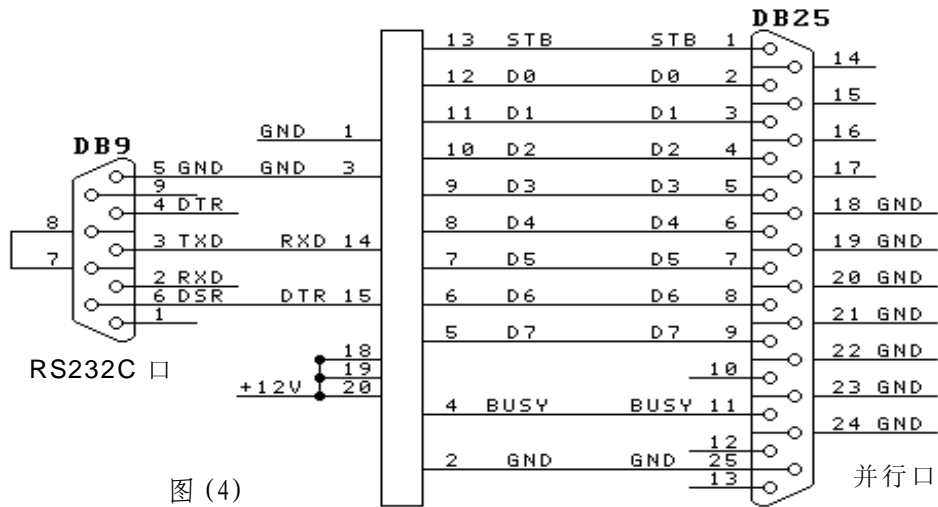 DB25
13 STB STB 1
14
12 D0 D0 2
15
11 D1 D1 3
GND 1
16
DB9
10 D2 D2 4
5 GND GND 3
17
9
9 D3 D3 5
4 DTR
18 GND
8
8 D4 D4 6
3 TXD RXD 14
19 GND
7
7 D5 D5 7
2 RXD
20 GND
6 DSR DTR 15
6 D6 D6 8
1
21 GND
5 D7 D7 9
18
22 GND
RS232C 口
19
10
+12V 20
23 GND
4 BUSY BUSY 11
24 GND
12
2 GND GND 25
13
并行口
图 (4)